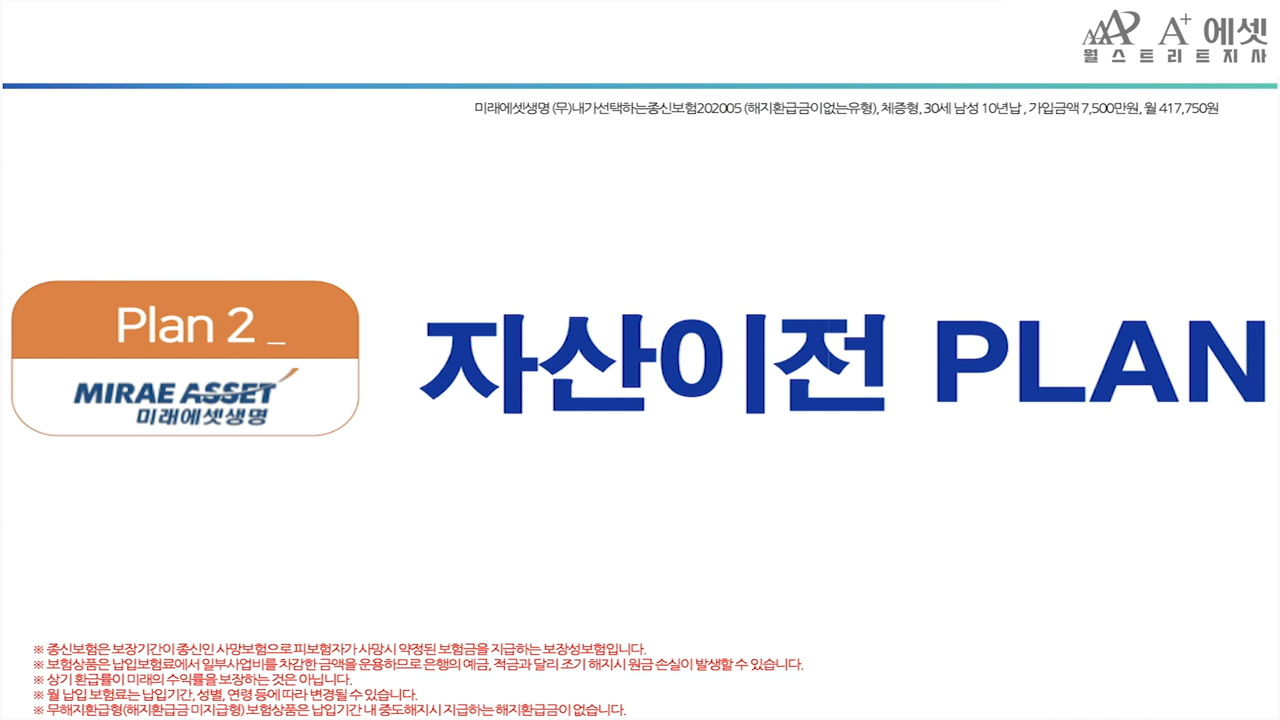 A+ 에셋
월스트리트지사
미래에셋생명 (무)내가선택하는종신보험202005 (해지환급금이없는유형), 체증형, 30세 남성 10년납 , 가입금액 7,500만원, 월 417,750원
Plan 2 _
MIRAE ASSET
미래에셋생명
자산이전 PLAN
※ 종신보험은 보장기간이 종신인 사망보험으로 피보험자가 사망시 약정된 보험금을 지급하는 보장성보험입니다.
※ 보험상품은 납입보험료에서 일부사업비를 차감한 금액을 운용하므로 은행의 예금, 적금과 달리 조기 해지시 원금 손실이 발생할 수 있습니다.
※ 상기 환급률이 미래의 수익률을 보장하는 것은 아닙니다.
※ 월 납입 보험료는 납입기간, 성별, 연령 등에 따라 변경될 수 있습니다.
※ 무해지환급형(해지환급금 미지급형) 보험상품은 납입기간 내 중도해지시 지급하는 해지환급금이 없습니다.